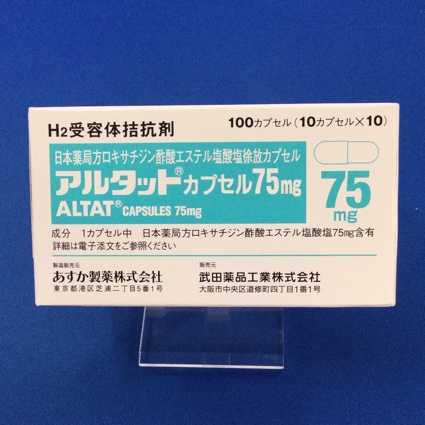 H2受容体拮抗剤
100カプセル（10カプセル×10）
日本薬局方ロキサチジン酢酸エステル塩酸塩徐放カプセル
アルタット®カプセル75mg
ALTAT® CAPSULES 75mg
75
mg
成分 1カプセル中 日本薬局方ロキサチジン酢酸エステル塩酸塩75mg含有
詳細は電子添文をご参照ください
製造販売元
あすか製薬株式会社
東京都港区芝浦二丁目5番1号
販売元
武田薬品工業株式会社
大阪市中央区道修町四丁目1番1号